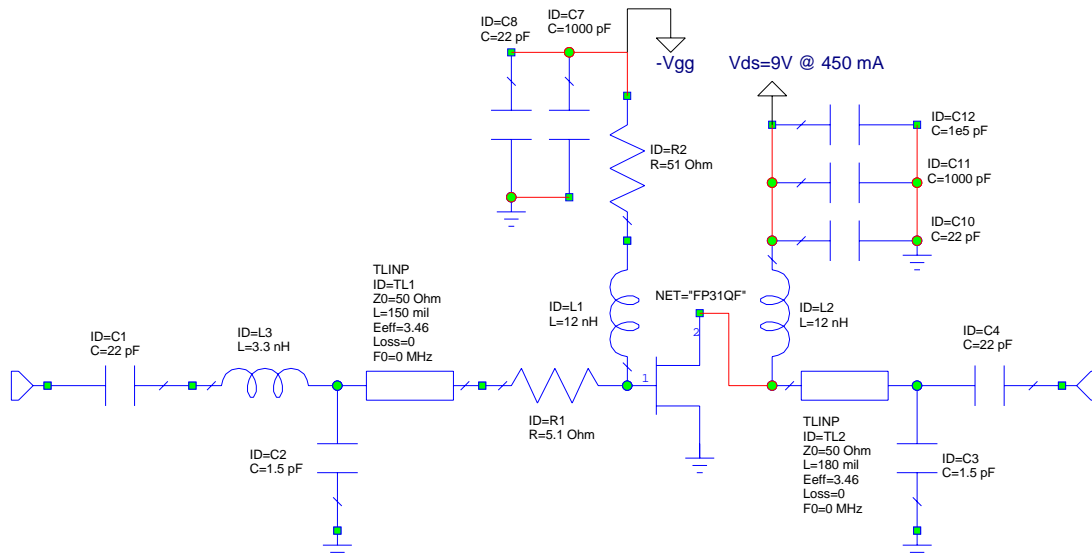 ID=C8
C=22 pF
ID=C7
C=1000 pF
-Vgg
Vds=9V @ 450 mA
ID=C12
C=1e5 pF
ID=R2
R=51 Ohm
ID=C11
C=1000 pF
ID=C10
C=22 pF
TLINP
ID=TL1
Z0=50 Ohm
L=150 mil
Eeff=3.46
Loss=0
F0=0 MHz
ID=L1
L=12 nH
NET="FP31QF"
2
1
ID=L2
L=12 nH
ID=C1
C=22 pF
ID=L3
L=3.3 nH
ID=C4
C=22 pF
ID=R1
R=5.1 Ohm
ID=C2
C=1.5 pF
TLINP
ID=TL2
Z0=50 Ohm
L=180 mil
Eeff=3.46
Loss=0
F0=0 MHz
ID=C3
C=1.5 pF